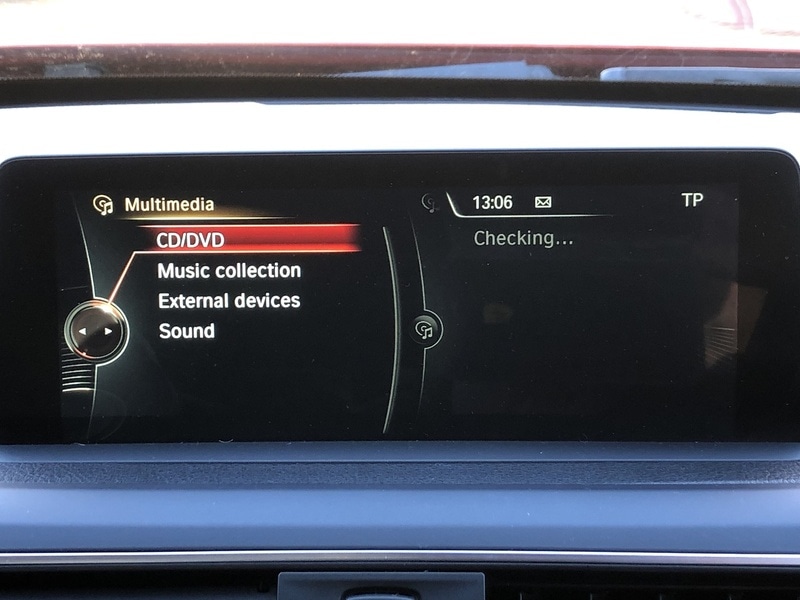 Multimedia
CD/DVD
Music collection
External devices
Sound
13:06
TP
Checking...